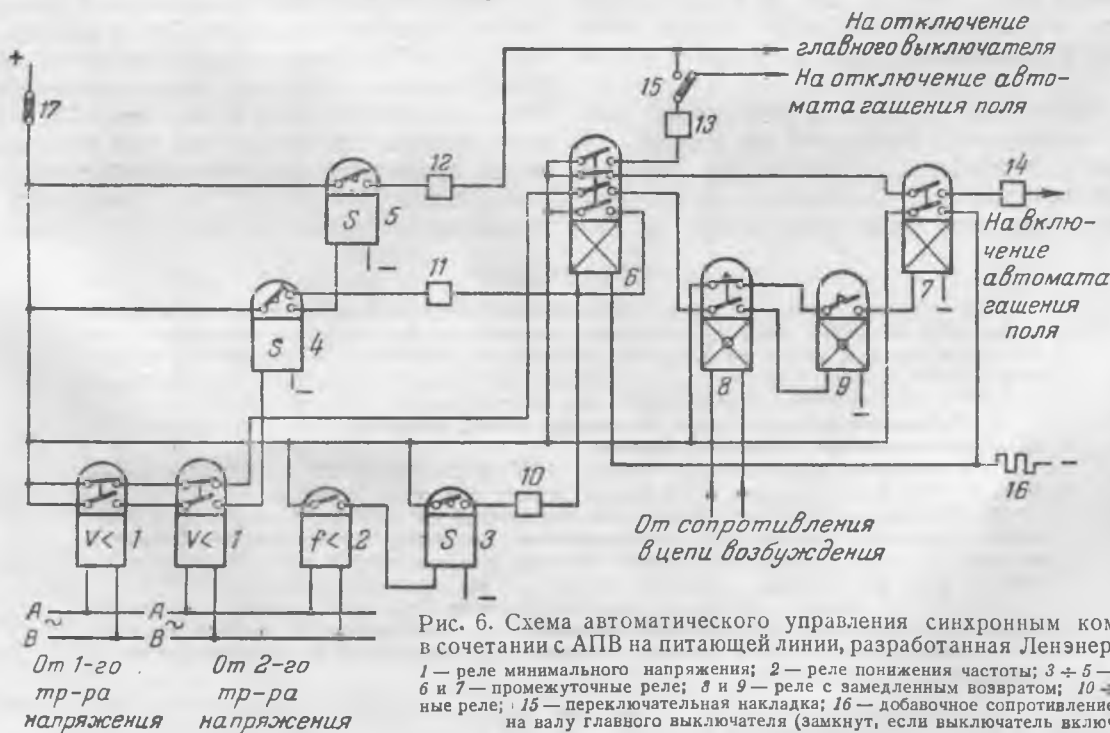 На отключение
главного выключателя
На отключение авто-
мата гашения поля
+
17
15
13
12
14
S 5
6
7
На вклю-
чение
автомата
гашения
поля
11
S 4
8
9
10
16
–
V< 1
V< 1
f< 2
S 3
От сопротивления
в цепи возбуждения
А
~
В
А
~
В
От 1-го
тр-ра
напряжения
От 2-го
тр-ра
напряжения
Рис. 6. Схема автоматического управления синхронным ком
в сочетании с АПВ на питающей линии, разработанная Ленэнер
1 — реле минимального напряжения; 2 — реле понижения частоты; 3 ÷ 5 —
6 и 7 — промежуточные реле; 8 и 9 — реле с замедленным возвратом; 10 ÷
ные реле; 15 — переключательная накладка; 16 — добавочное сопротивление
на валу главного выключателя (замкнут, если выключатель включ